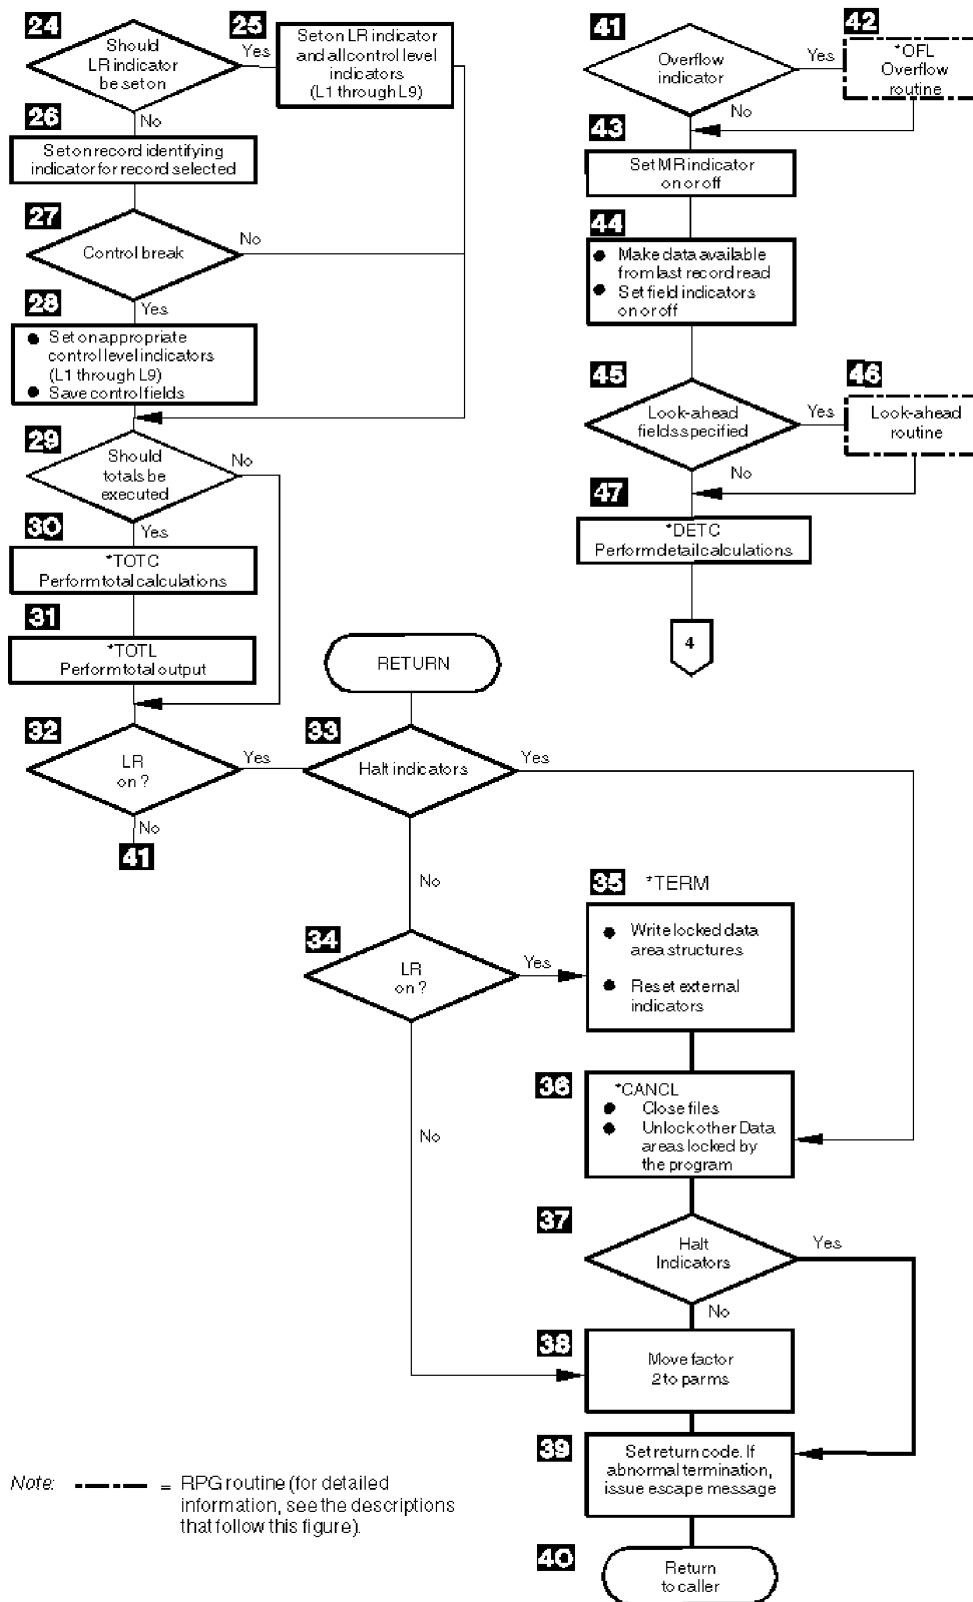 24
Should
LR indicator
be set on
Yes
25
Set on LR indicator
and all control level
indicators
(L1 through L9)
No
26
Set on record identifying
indicator for record selected
27
Control break
No
Yes
28
Set on appropriate
control level indicators
(L1 through L9)
Save control fields
29
Should
totals be
executed
No
Yes
30
*TOTC
Perform total calculations
31
*TOTL
Perform total output
32
LR
on ?
Yes
No
41
RETURN
33
Halt indicators
Yes
No
34
LR
on ?
Yes
No
35 *TERM
Write locked data
area structures
Reset external
indicators
36
*CANCL
Close files
Unlock other Data
areas locked by
the program
37
Halt
Indicators
Yes
No
38
Move factor
2 to parms
39
Set return code. If
abnormal termination,
issue escape message
40
Return
to caller
41
Overflow
indicator
Yes
42
*OFL
Overflow
routine
No
43
Set MR indicator
on or off
44
Make data available
from last record read
Set field indicators
on or off
45
Look-ahead
fields specified
Yes
46
Look-ahead
routine
No
47
*DETC
Perform detail calculations
4
Note: = RPG routine (for detailed
information, see the descriptions
that follow this figure).